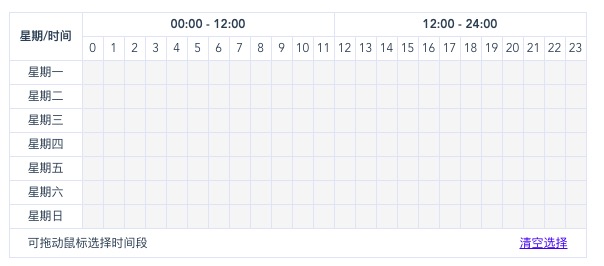 星期/时间 00:00 - 12:00 12:00 - 24:00
0 1 2 3 4 5 6 7 8 9 10 11 12 13 14 15 16 17 18 19 20 21 22 23
星期一
星期二
星期三
星期四
星期五
星期六
星期日
可拖动鼠标选择时间段 清空选择